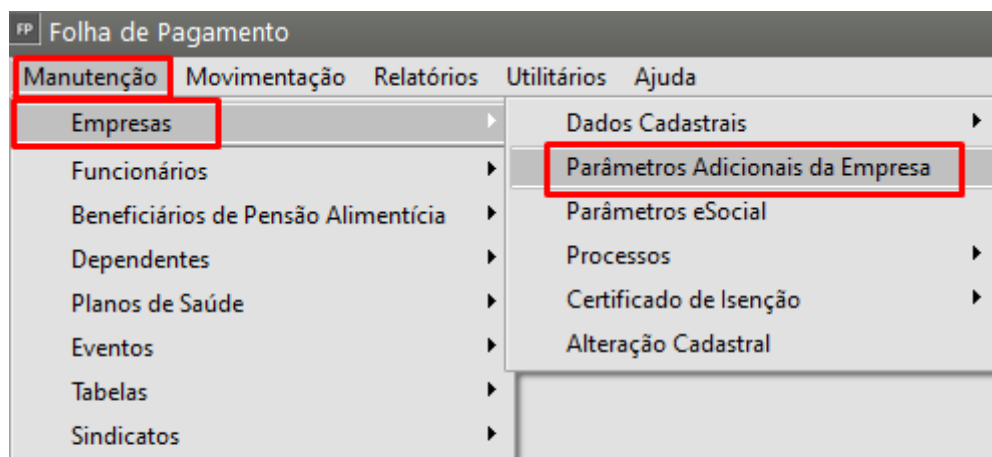 FP Folha de Pagamento
Manutenção Movimentação Relatórios Utilitários Ajuda
Empresas
Funcionários
Beneficiários de Pensão Alimentícia
Dependentes
Planos de Saúde
Eventos
Tabelas
Sindicatos
Dados Cadastrais
Parâmetros Adicionais da Empresa
Parâmetros eSocial
Processos
Certificado de Isenção
Alteração Cadastral